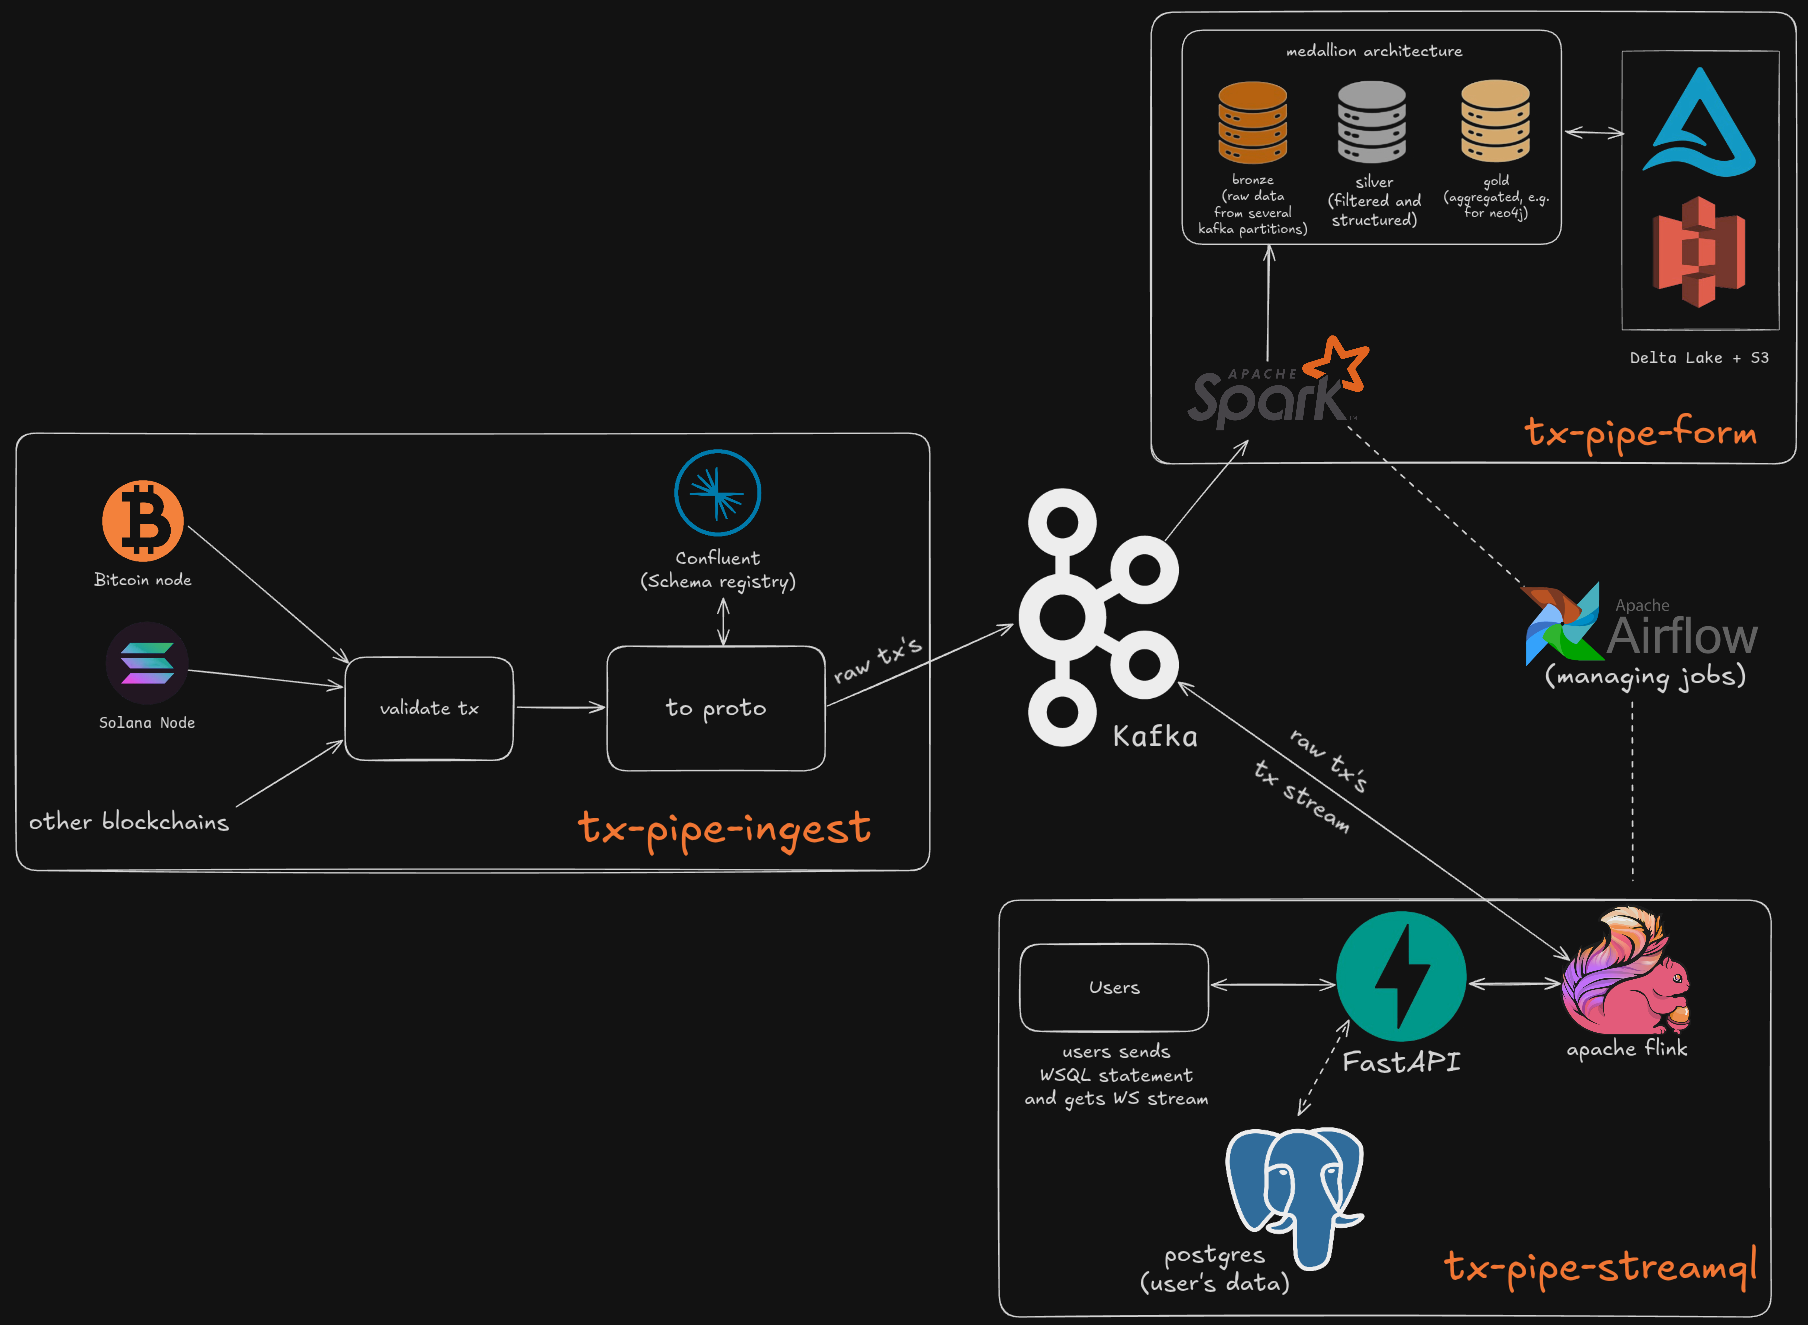 medallion architecture
bronze
(raw data
from several
kafka partitions)
silver
(filtered and
structured)
gold
(aggregated, e.g.
for neo4j)
Delta Lake + S3
APACHE
Spark
TM
tx-pipe-form
Bitcoin node
Solana Node
other blockchains
validate tx
Confluent
(Schema registry)
to proto
tx-pipe-ingest
raw tx's
Kafka
Apache
Airflow
(managing jobs)
raw tx's
tx stream
Users
users sends
WSQL statement
and gets WS stream
FastAPI
apache flink
postgres
(user's data)
tx-pipe-streamql